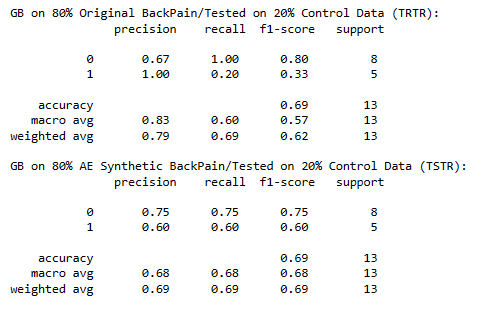 GB on 80% Original BackPain/Tested on 20% Control Data (TRTR):
precision recall f1-score support
0 0.67 1.00 0.80 8
1 1.00 0.20 0.33 5
accuracy 0.69 13
macro avg 0.83 0.60 0.57 13
weighted avg 0.79 0.69 0.62 13
GB on 80% AE Synthetic BackPain/Tested on 20% Control Data (TSTR):
precision recall f1-score support
0 0.75 0.75 0.75 8
1 0.60 0.60 0.60 5
accuracy 0.69 13
macro avg 0.68 0.68 0.68 13
weighted avg 0.69 0.69 0.69 13